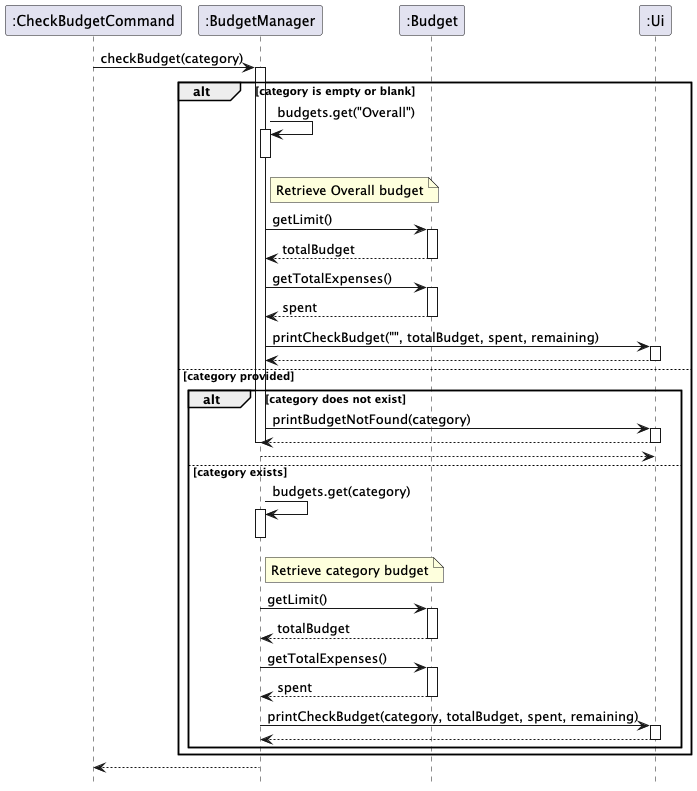 :CheckBudgetCommand :BudgetManager :Budget :Ui
checkBudget(category)
alt [category is empty or blank]
budgets.get("Overall")
Retrieve Overall budget
getLimit()
totalBudget
getTotalExpenses()
spent
printCheckBudget("", totalBudget, spent, remaining)
[category provided]
alt [category does not exist]
printBudgetNotFound(category)
[category exists]
budgets.get(category)
Retrieve category budget
getLimit()
totalBudget
getTotalExpenses()
spent
printCheckBudget(category, totalBudget, spent, remaining)